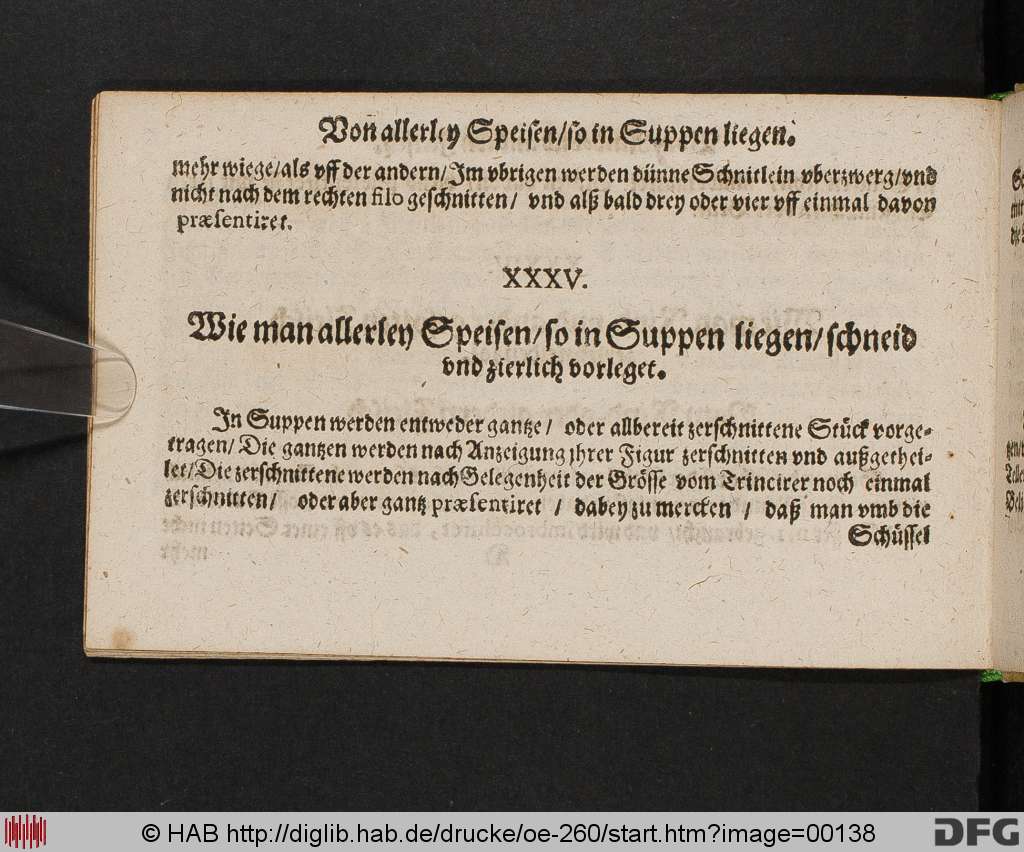 Von allerley Speisen/so in Suppen liegen.
mehr wiege/als vff der andern/Im vbrigen werden dünne Schnitlein vberzwerg/vnd
nicht nach dem rechten filo geschnitten/ vnd alß bald drey oder vier vff einmal davon
præsentiret.
XXXV.
Wie man allerley Speisen/so in Suppen liegen/schneid
vnd zierlich vorleget.
In Suppen werden entweder gantze/ oder allbereit zerschnittene Stück vorge-
tragen/Die gantzen werden nach Anzeigung jhrer Figur zerschnitten vnd außgethei-
let/Die zerschnittene werden nach Gelegenheit der Grösse vom Trincirer noch einmal
zerschnitten/ oder aber gantz præsentiret / dabey zu mercken / daß man vmb die
Schüssel
© HAB http://diglib.hab.de/drucke/oe-260/start.htm?image=00138
DFG